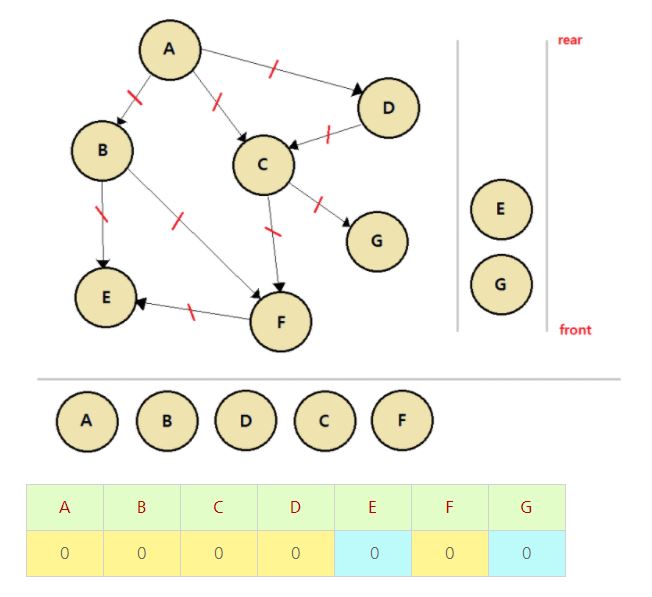 A
rear
D
B
C
E
G
G
E
F
front
A B D C F
A B C D E F G
0 0 0 0 0 0 0